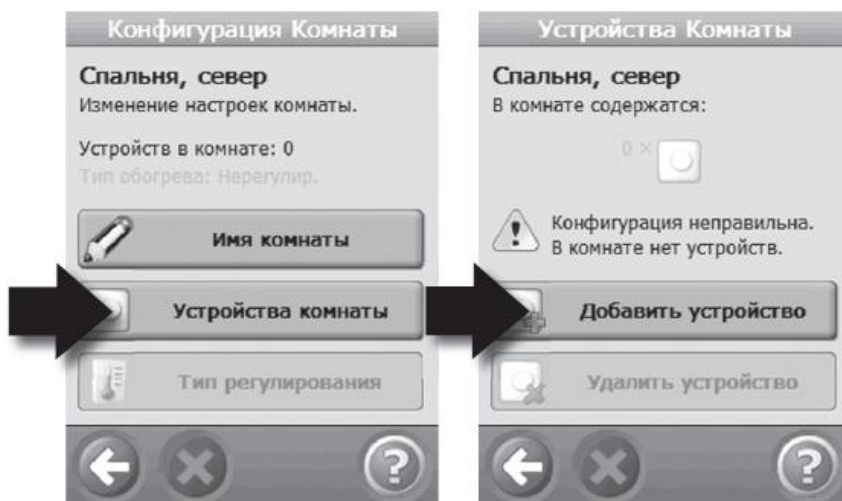 Конфигурация Комнаты
Спальня, север
Изменение настроек комнаты.
Устройств в комнате: 0
Тип обогрева: Нерегулир.
Имя комнаты
Устройства комнаты
Тип регулирования
?
Устройства Комнаты
Спальня, север
В комнате содержатся:
0 ×
Конфигурация неправильна.
В комнате нет устройств.
Добавить устройство
Удалить устройство
?